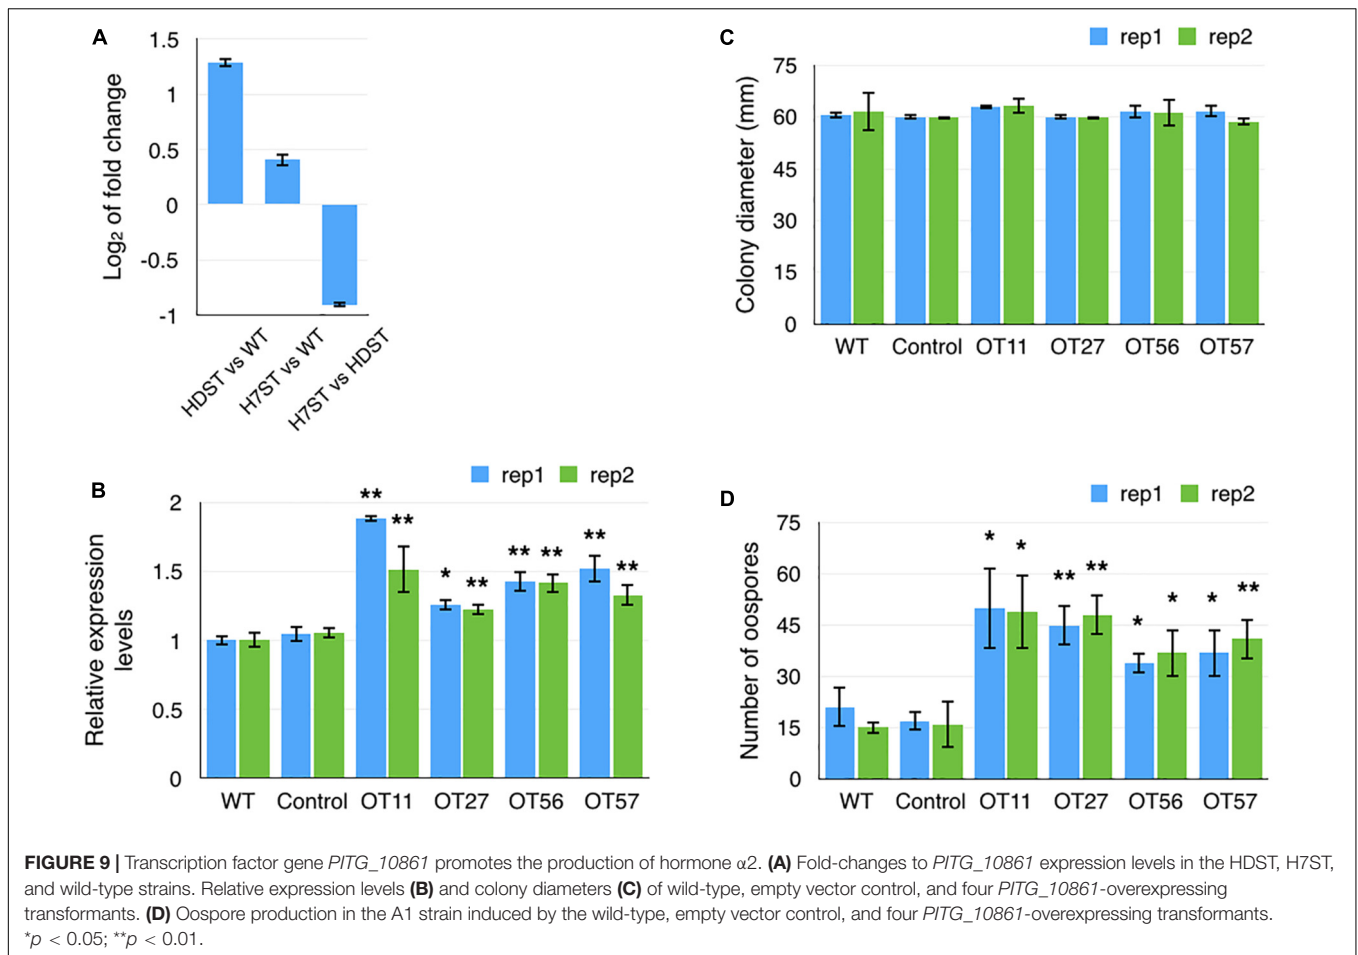 A
1.5
1
0.5
0
-0.5
-1
Log₂ of fold change
HDST vs WT
H7ST vs WT
H7ST vs HDST
C
rep1 rep2
75
60
45
30
15
0
Colony diameter (mm)
WT Control OT11 OT27 OT56 OT57
B
rep1 rep2
2
1.5
1
0.5
0
Relative expression
levels
** ** * ** ** ** ** **
WT Control OT11 OT27 OT56 OT57
D
rep1 rep2
75
60
45
30
15
0
Number of oospores
* * ** ** * * * **
WT Control OT11 OT27 OT56 OT57
FIGURE 9 | Transcription factor gene PITG_10861 promotes the production of hormone α2. (A) Fold-changes to PITG_10861 expression levels in the HDST, H7ST,
and wild-type strains. Relative expression levels (B) and colony diameters (C) of wild-type, empty vector control, and four PITG_10861-overexpressing
transformants. (D) Oospore production in the A1 strain induced by the wild-type, empty vector control, and four PITG_10861-overexpressing transformants.
*p < 0.05; **p < 0.01.